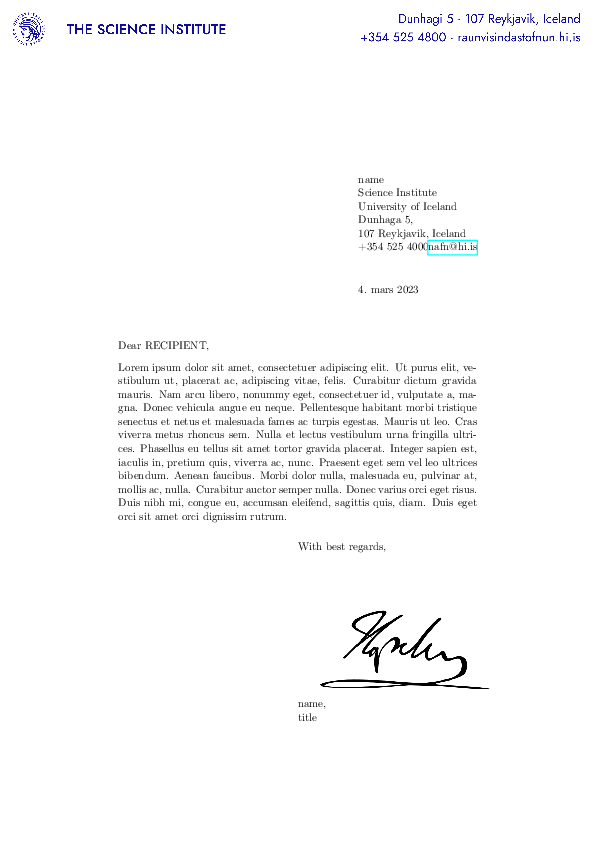 THE SCIENCE INSTITUTE
Dunhagi 5 · 107 Reykjavik, Iceland
+354 525 4800 · raunvisindastofnun.hi.is
name
Science Institute
University of Iceland
Dunhaga 5,
107 Reykjavik, Iceland
+354 525 4000nafn@hi.is
4. mars 2023
Dear RECIPIENT,
Lorem ipsum dolor sit amet, consectetuer adipiscing elit. Ut purus elit, ve-
stibulum ut, placerat ac, adipiscing vitae, felis. Curabitur dictum gravida
mauris. Nam arcu libero, nonummy eget, consectetuer id, vulputate a, ma-
gna. Donec vehicula augue eu neque. Pellentesque habitant morbi tristique
senectus et netus et malesuada fames ac turpis egestas. Mauris ut leo. Cras
viverra metus rhoncus sem. Nulla et lectus vestibulum urna fringilla ultri-
ces. Phasellus eu tellus sit amet tortor gravida placerat. Integer sapien est,
iaculis in, pretium quis, viverra ac, nunc. Praesent eget sem vel leo ultrices
bibendum. Aenean faucibus. Morbi dolor nulla, malesuada eu, pulvinar at,
mollis ac, nulla. Curabitur auctor semper nulla. Donec varius orci eget risus.
Duis nibh mi, congue eu, accumsan eleifend, sagittis quis, diam. Duis eget
orci sit amet orci dignissim rutrum.
With best regards,
name,
title